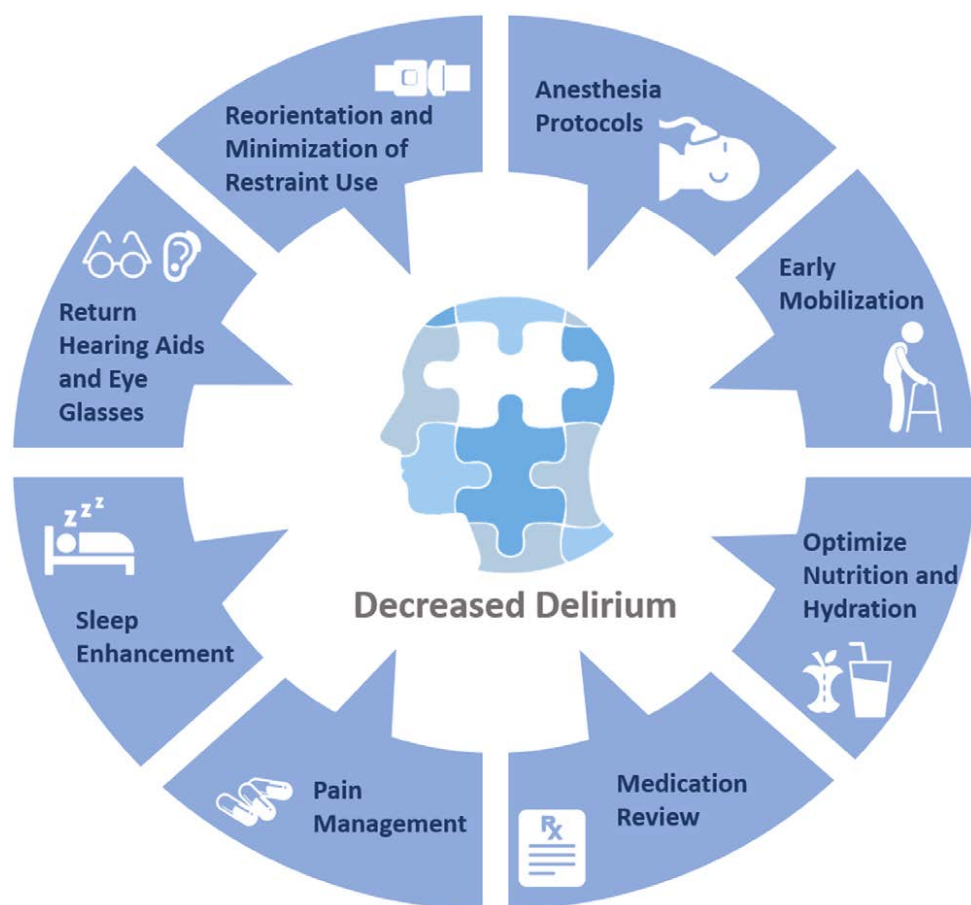 Reorientation and
Minimization of
Restraint Use
Anesthesia
Protocols
Early
Mobilization
Optimize
Nutrition and
Hydration
Medication
Review
Rx
Pain
Management
Sleep
Enhancement
z z z
Return
Hearing Aids
and Eye
Glasses
Decreased Delirium